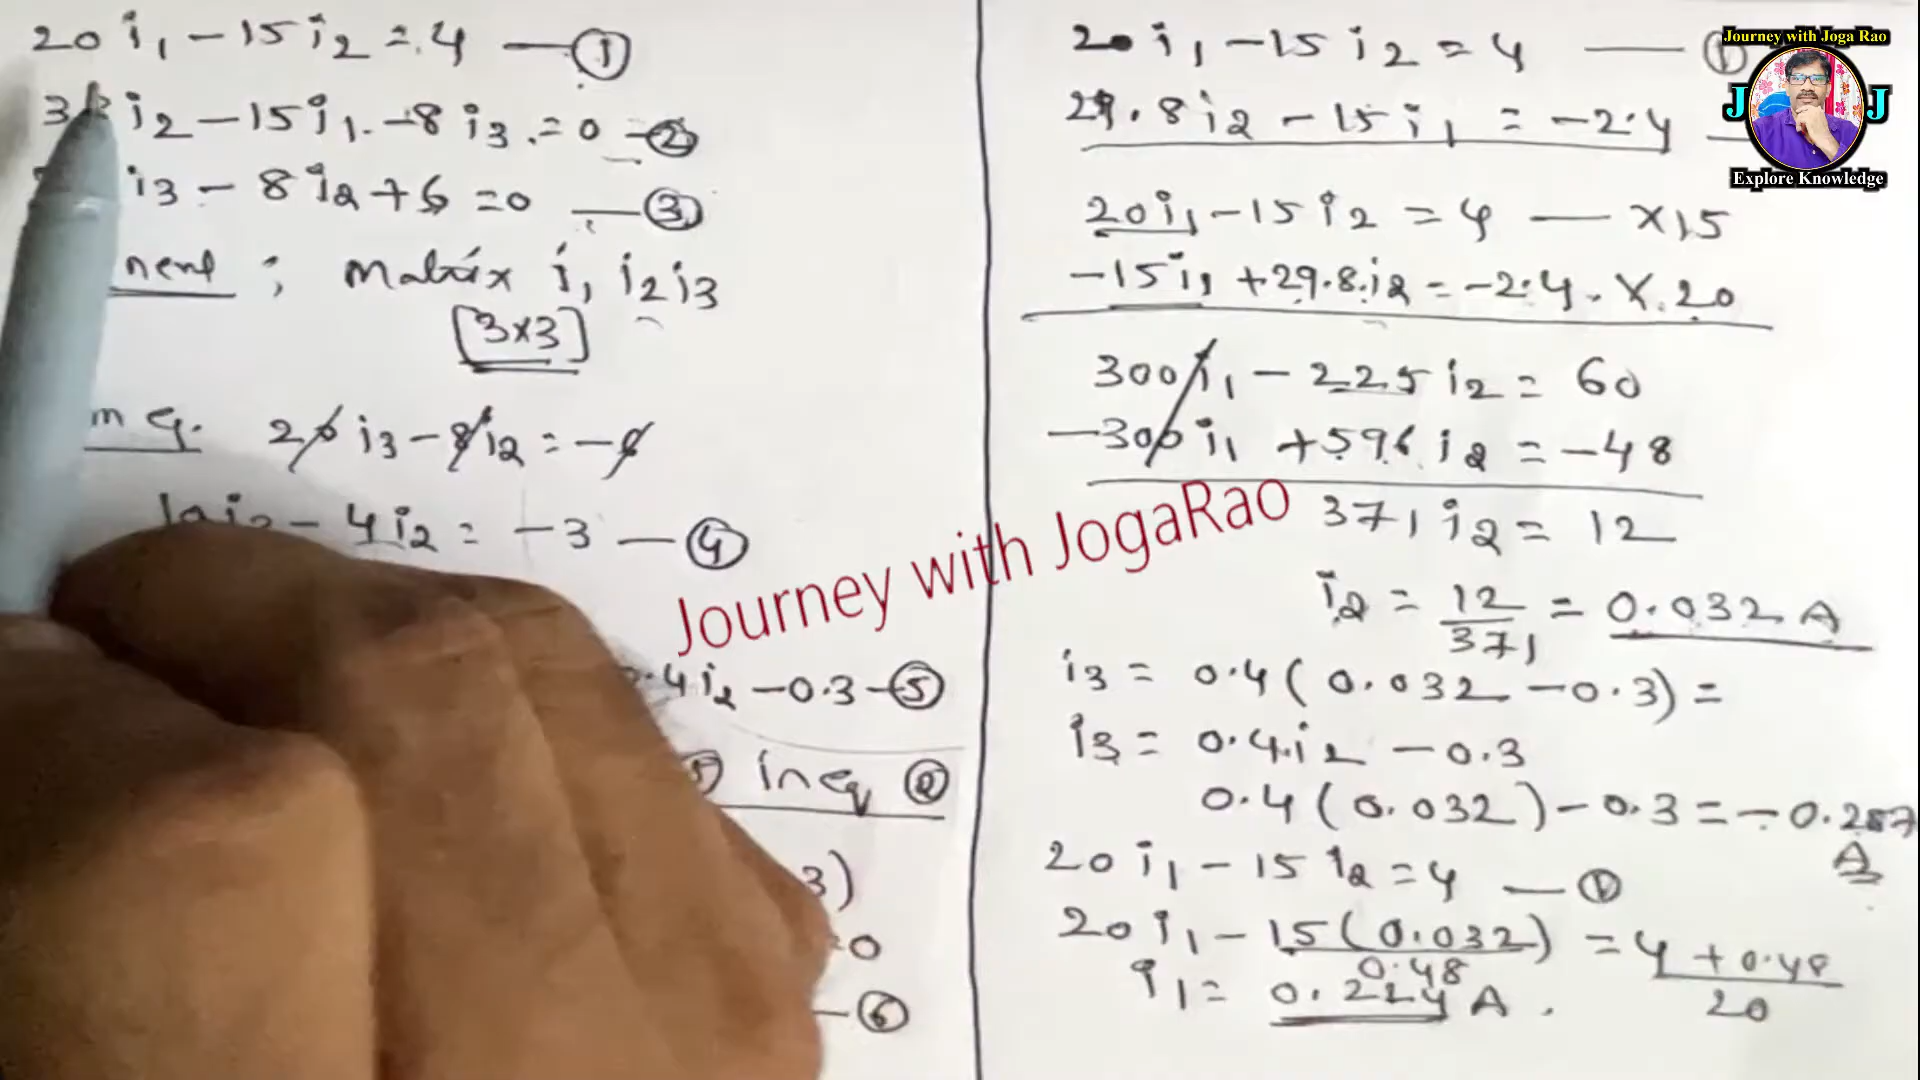 20 i₁ - 15 i₂ = 4 — ①
i₂ - 15 i₁ - 8 i₃ = 0 — ②
i₃ - 8 i₂ + 6 = 0 — ③
; matrix i₁ i₂ i₃
[3×3]
eq. 20 i₃ - 8 i₂ = -6
- 4 i₂ = -3 — ④
4 i₂ - 0.3 — ⑤
in eq ②
3)
0
— ⑥
20 i₁ - 15 i₂ = 4 — ①
29.8 i₂ - 15 i₁ = -2.4
20 i₁ - 15 i₂ = 4 — ×15
-15 i₁ + 29.8 i₂ = -2.4 × 20
300 i₁ - 225 i₂ = 60
-300 i₁ + 596 i₂ = -48
371 i₂ = 12
i₂ = 12/371 = 0.032 A
i₃ = 0.4 ( 0.032 - 0.3) =
i₃ = 0.4 i₂ - 0.3
0.4 ( 0.032 ) - 0.3 = -0.287 A
20 i₁ - 15 i₂ = 4 — ①
20 i₁ - 15 ( 0.032 ) = 4 + 0.48 / 20
0.48
i₁ = 0.224 A .
Journey with JogaRao
Journey with Joga Rao
J J
Explore Knowledge